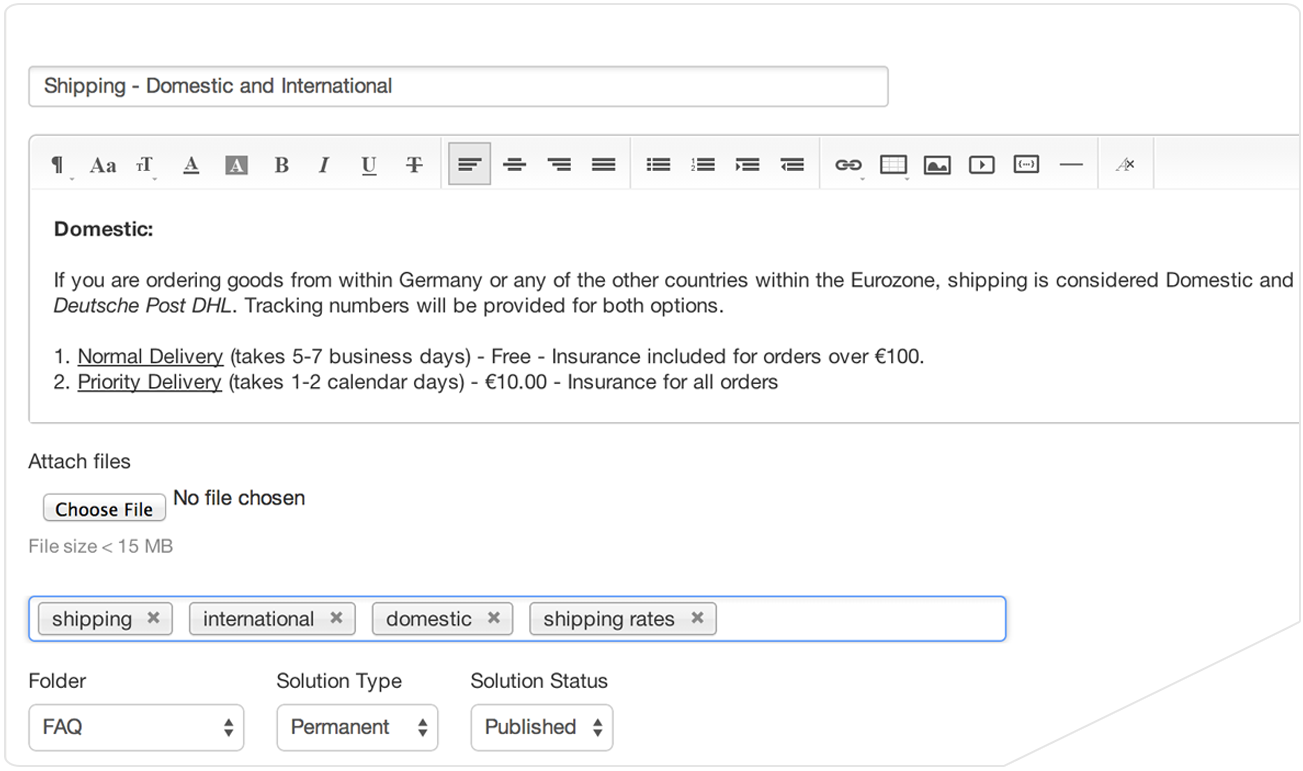 Shipping - Domestic and International
¶ Aa TT A A B I U T
Domestic:
If you are ordering goods from within Germany or any of the other countries within the Eurozone, shipping is considered Domestic and
Deutsche Post DHL. Tracking numbers will be provided for both options.
1. Normal Delivery (takes 5-7 business days) - Free - Insurance included for orders over €100.
2. Priority Delivery (takes 1-2 calendar days) - €10.00 - Insurance for all orders
Attach files
Choose File No file chosen
File size < 15 MB
shipping × international × domestic × shipping rates ×
Folder Solution Type Solution Status
FAQ Permanent Published